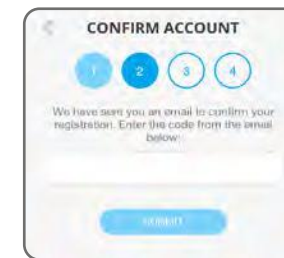 CONFIRM ACCOUNT
1 2 3 4
We have sent you an email to confirm your
registration. Enter the code from the email
below:
SUBMIT